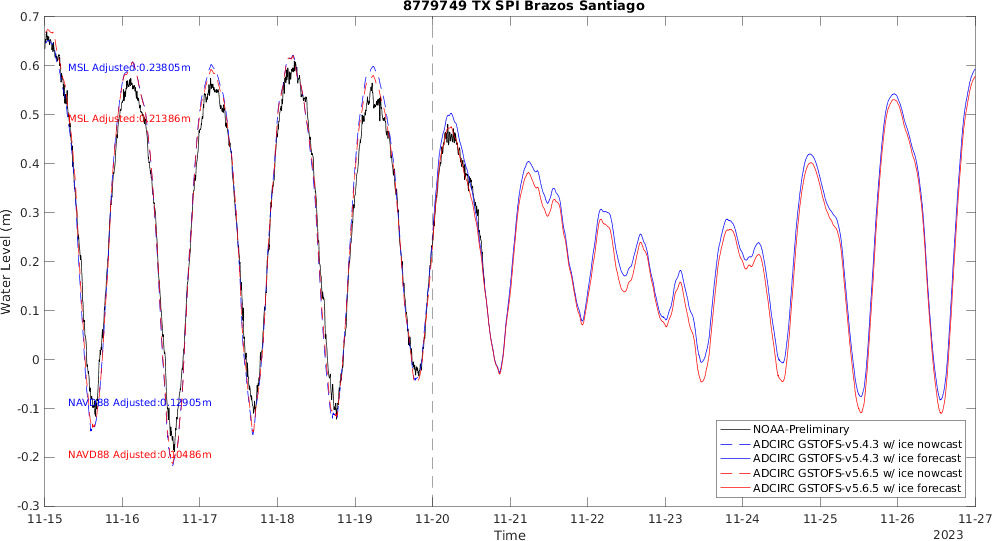 8779749 TX SPI Brazos Santiago
0.7
0.6
0.5
0.4
0.3
0.2
0.1
0
-0.1
-0.2
-0.3
Water Level (m)
MSL Adjusted:0.23805m
MSL Adjusted:0.21386m
NAVD88 Adjusted:0.12905m
NAVD88 Adjusted:0.10486m
NOAA-Preliminary
ADCIRC GSTOFS-v5.4.3 w/ ice nowcast
ADCIRC GSTOFS-v5.4.3 w/ ice forecast
ADCIRC GSTOFS-v5.6.5 w/ ice nowcast
ADCIRC GSTOFS-v5.6.5 w/ ice forecast
11-15 11-16 11-17 11-18 11-19 11-20 11-21 11-22 11-23 11-24 11-25 11-26 11-27
Time
2023